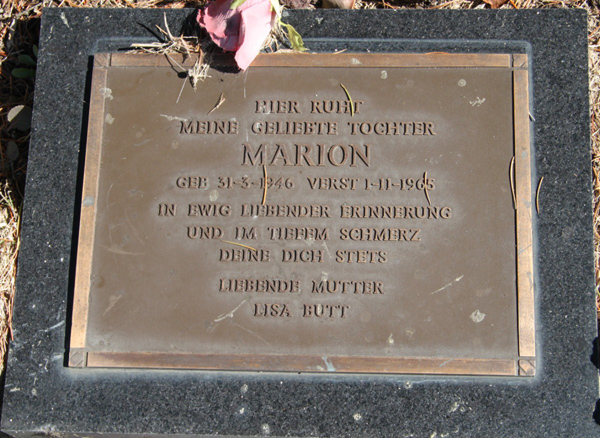 HIER RUHT
MEINE GELIEBTE TOCHTER
MARION
GEB 31-3-1946 VERST 1-11-1965
IN EWIG LIEBENDER ERINNERUNG
UND IM TIEFEM SCHMERZ
DEINE DICH STETS
LIEBENDE MUTTER
LISA BUTT